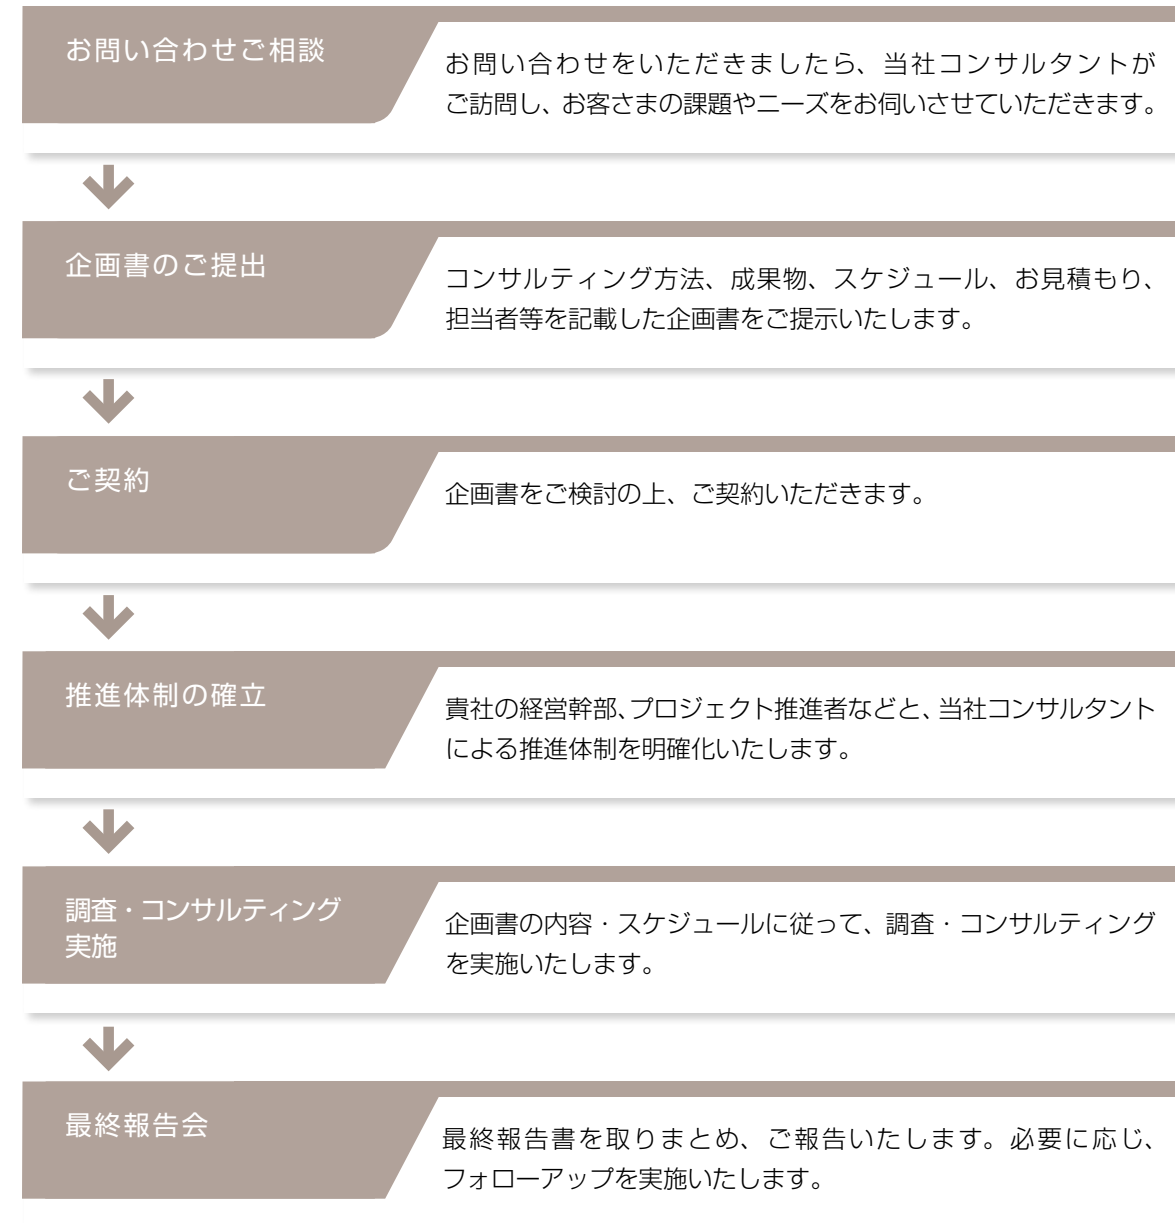 お問い合わせご相談
お問い合わせをいただきましたら、当社コンサルタントが
ご訪問し、お客さまの課題やニーズをお伺いさせていただきます。
企画書のご提出
コンサルティング方法、成果物、スケジュール、お見積もり、
担当者等を記載した企画書をご提示いたします。
ご契約
企画書をご検討の上、ご契約いただきます。
推進体制の確立
貴社の経営幹部、プロジェクト推進者などと、当社コンサルタント
による推進体制を明確化いたします。
調査・コンサルティング
実施
企画書の内容・スケジュールに従って、調査・コンサルティング
を実施いたします。
最終報告会
最終報告書を取りまとめ、ご報告いたします。必要に応じ、
フォローアップを実施いたします。